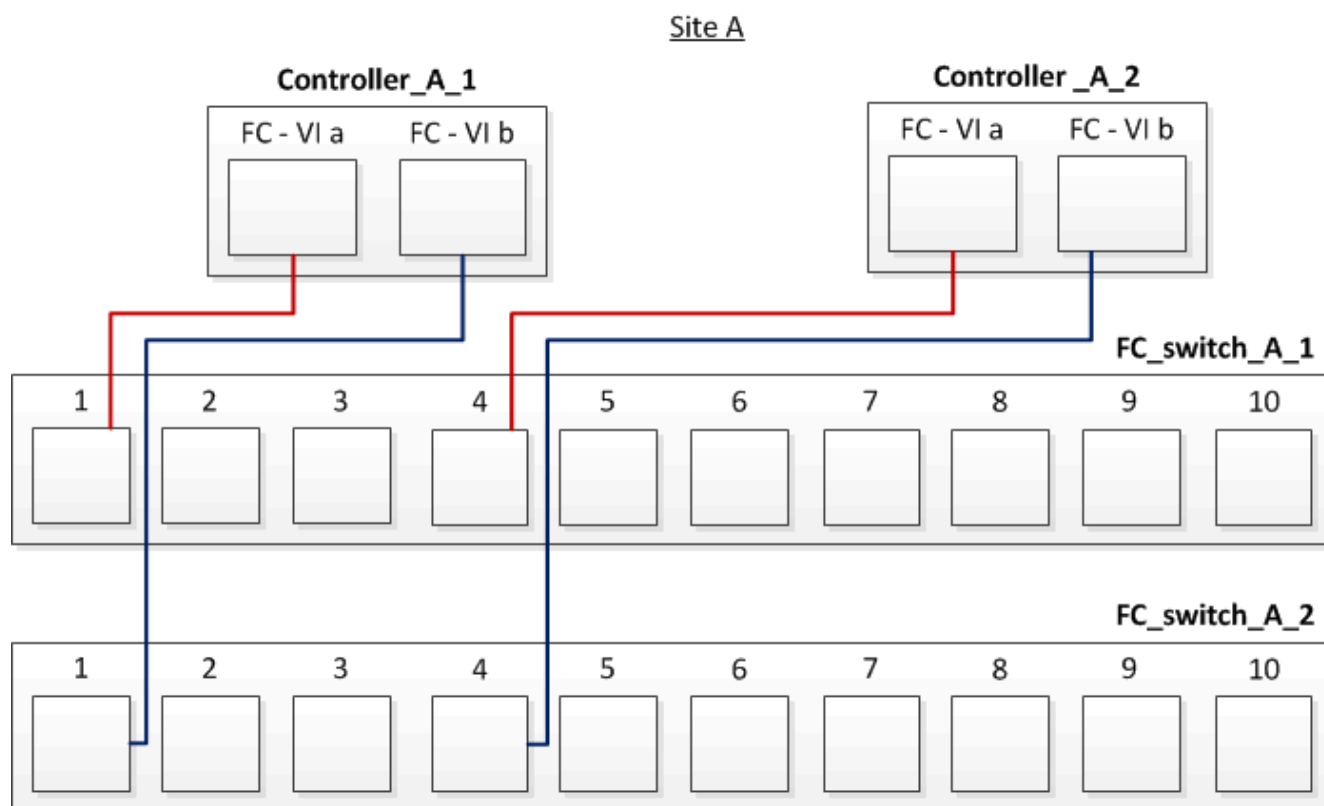 Site A
Controller_A_1
Controller _A_2
FC - VI a FC - VI b
FC - VI a FC - VI b
FC_switch_A_1
1 2 3 4 5 6 7 8 9 10
FC_switch_A_2
1 2 3 4 5 6 7 8 9 10